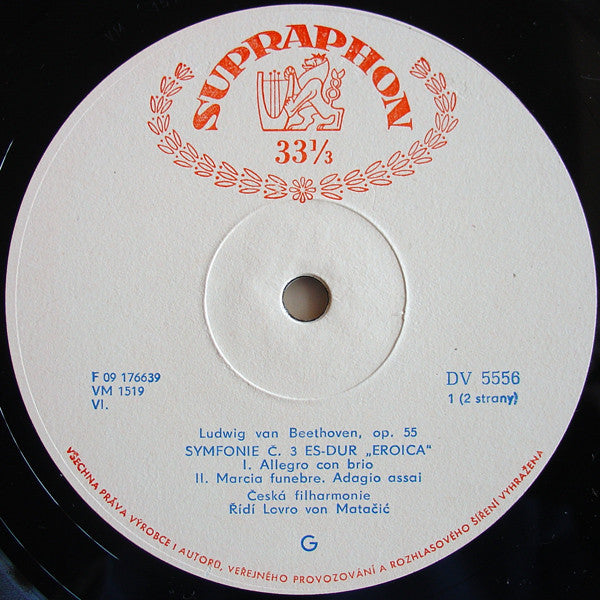 SUPRAPHON
33⅓
F 09 176639
VM 1519
VI.
DV 5556
1 (2 strany)
Ludwig van Beethoven, op. 55
SYMFONIE Č. 3 ES-DUR „EROICA“
I. Allegro con brio
II. Marcia funebre. Adagio assai
Česká filharmonie
Řídí Lovro von Matačić
G
VŠECHNA PRÁVA VÝROBCE I AUTORŮ, VEŘEJNÉHO PROVOZOVÁNÍ A ROZHLASOVÉHO ŠÍŘENÍ VYHRAŽENA